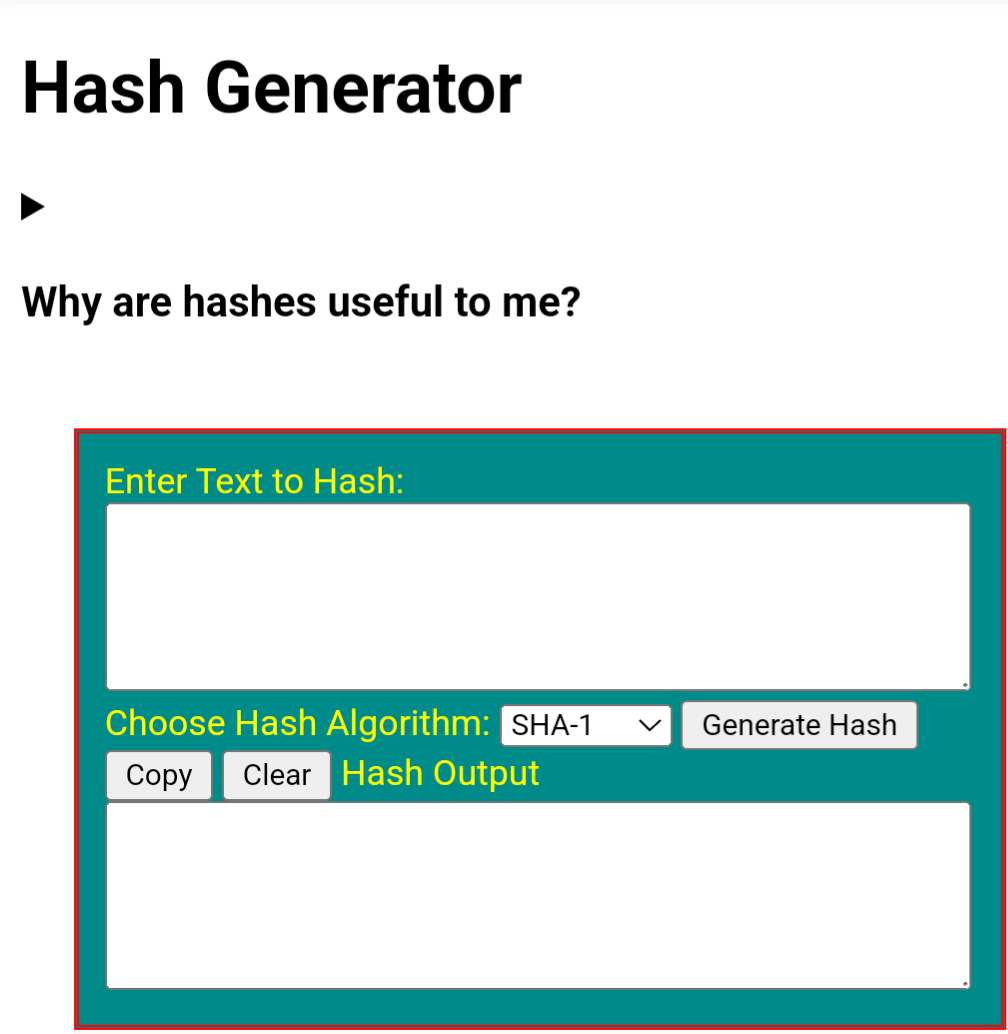 Hash Generator
Why are hashes useful to me?
Enter Text to Hash:
Choose Hash Algorithm: SHA-1 Generate Hash
Copy Clear Hash Output